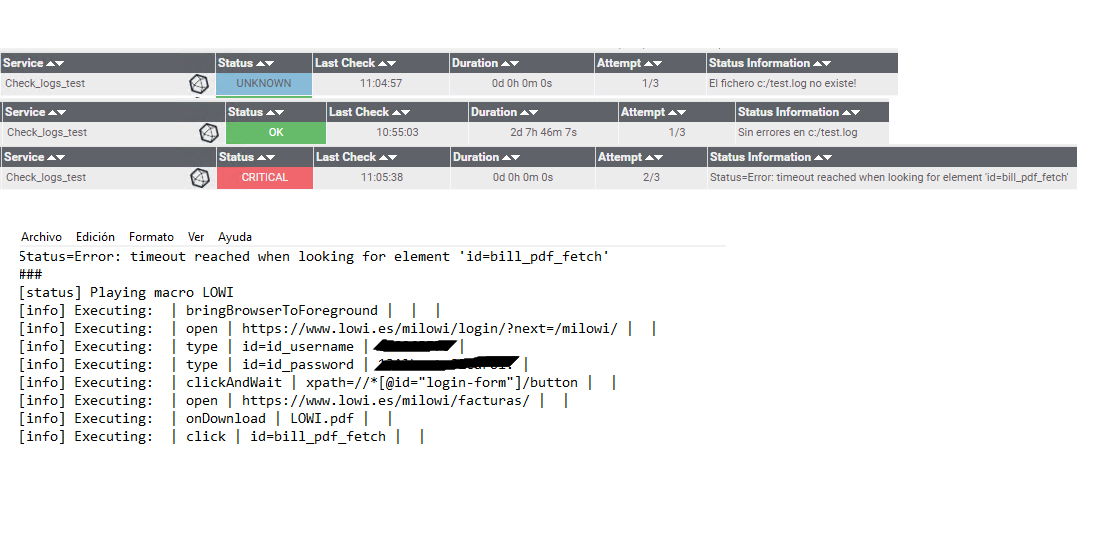 Service Status Last Check Duration Attempt Status Information
Check_logs_test UNKNOWN 11:04:57 0d 0h 0m 0s 1/3 El fichero c:/test.log no existe!
Service Status Last Check Duration Attempt Status Information
Check_logs_test OK 10:55:03 2d 7h 46m 7s 1/3 Sin errores en c:/test.log
Service Status Last Check Duration Attempt Status Information
Check_logs_test CRITICAL 11:05:38 0d 0h 0m 0s 2/3 Status=Error: timeout reached when looking for element 'id=bill_pdf_fetch'
Archivo Edición Formato Ver Ayuda
Status=Error: timeout reached when looking for element 'id=bill_pdf_fetch'
###
[status] Playing macro LOWI
[info] Executing: | bringBrowserToForeground | | |
[info] Executing: | open | https://www.lowi.es/milowi/login/?next=/milowi/ | |
[info] Executing: | type | id=id_username | |
[info] Executing: | type | id=id_password | |
[info] Executing: | clickAndWait | xpath=//*[@id="login-form"]/button | |
[info] Executing: | open | https://www.lowi.es/milowi/facturas/ | |
[info] Executing: | onDownload | LOWI.pdf | |
[info] Executing: | click | id=bill_pdf_fetch | |